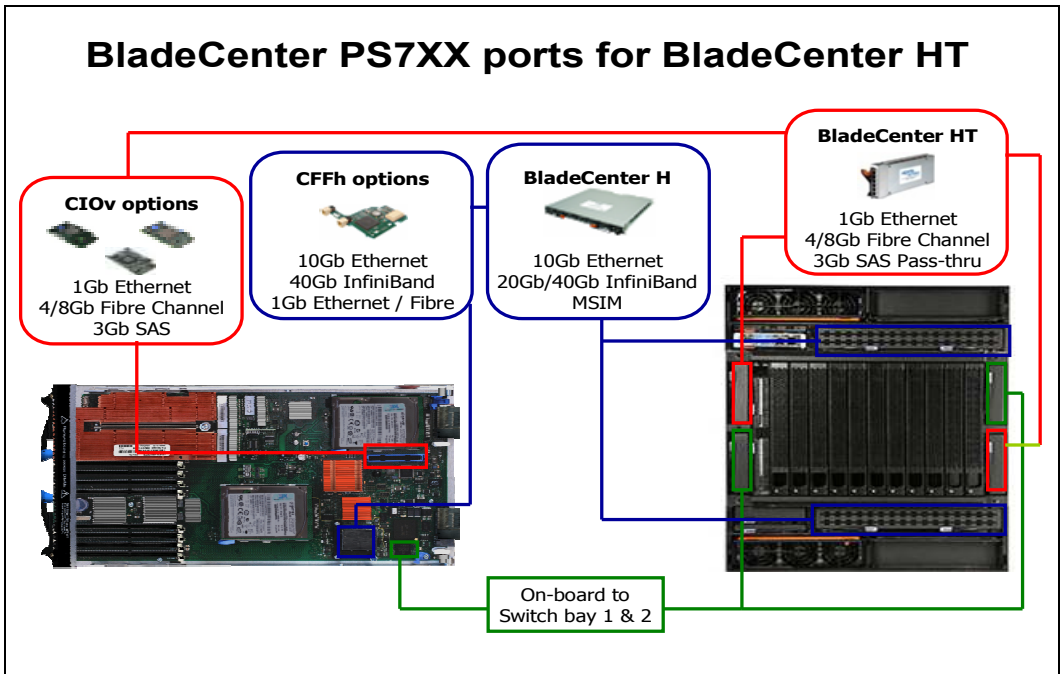 BladeCenter PS7XX ports for BladeCenter HT
BladeCenter HT
1Gb Ethernet
4/8Gb Fibre Channel
3Gb SAS Pass-thru
CFFh options
10Gb Ethernet
40Gb InfiniBand
1Gb Ethernet / Fibre
BladeCenter H
10Gb Ethernet
20Gb/40Gb InfiniBand
MSIM
CIOv options
1Gb Ethernet
4/8Gb Fibre Channel
3Gb SAS
On-board to
Switch bay 1 & 2